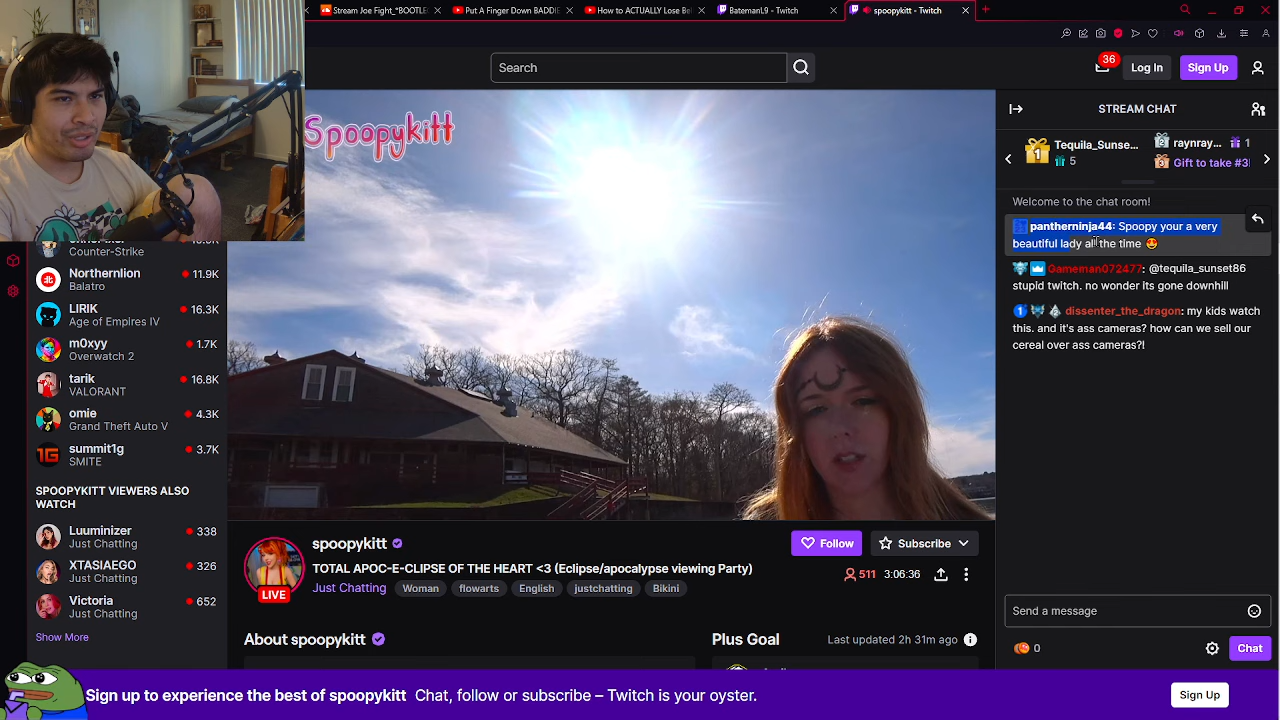 Stream Joe Fight_*BOOTLE
Put A Finger Down BADDIE
How to ACTUALLY Lose Bel
BatemanL9 - Twitch
spoopykitt - Twitch
Search
36
Log In
Sign Up
Spoopykitt
STREAM CHAT
Tequila_Sunse...
5
raynray...
1
Gift to take #3
Welcome to the chat room!
pantherninja44: Spoopy your a very
beautiful lady all the time
Gameman072477: @tequila_sunset86
stupid twitch. no wonder its gone downhill
dissenter_the_dragon: my kids watch
this. and it's ass cameras? how can we sell our
cereal over ass cameras?!
Counter-Strike
Northernlion
11.9K
Balatro
LIRIK
16.3K
Age of Empires IV
m0xyy
1.7K
Overwatch 2
tarik
16.8K
VALORANT
omie
4.3K
Grand Theft Auto V
summit1g
3.7K
SMITE
SPOOPYKITT VIEWERS ALSO
WATCH
Luuminizer
338
Just Chatting
XTASIAEGO
326
Just Chatting
Victoria
652
Just Chatting
Show More
LIVE
spoopykitt
Follow
Subscribe
TOTAL APOC-E-CLIPSE OF THE HEART <3 (Eclipse/apocalypse viewing Party)
511
3:06:36
Just Chatting
Woman
flowarts
English
justchatting
Bikini
About spoopykitt
Plus Goal
Last updated 2h 31m ago
Send a message
0
Chat
Sign up to experience the best of spoopykitt
Chat, follow or subscribe – Twitch is your oyster.
Sign Up